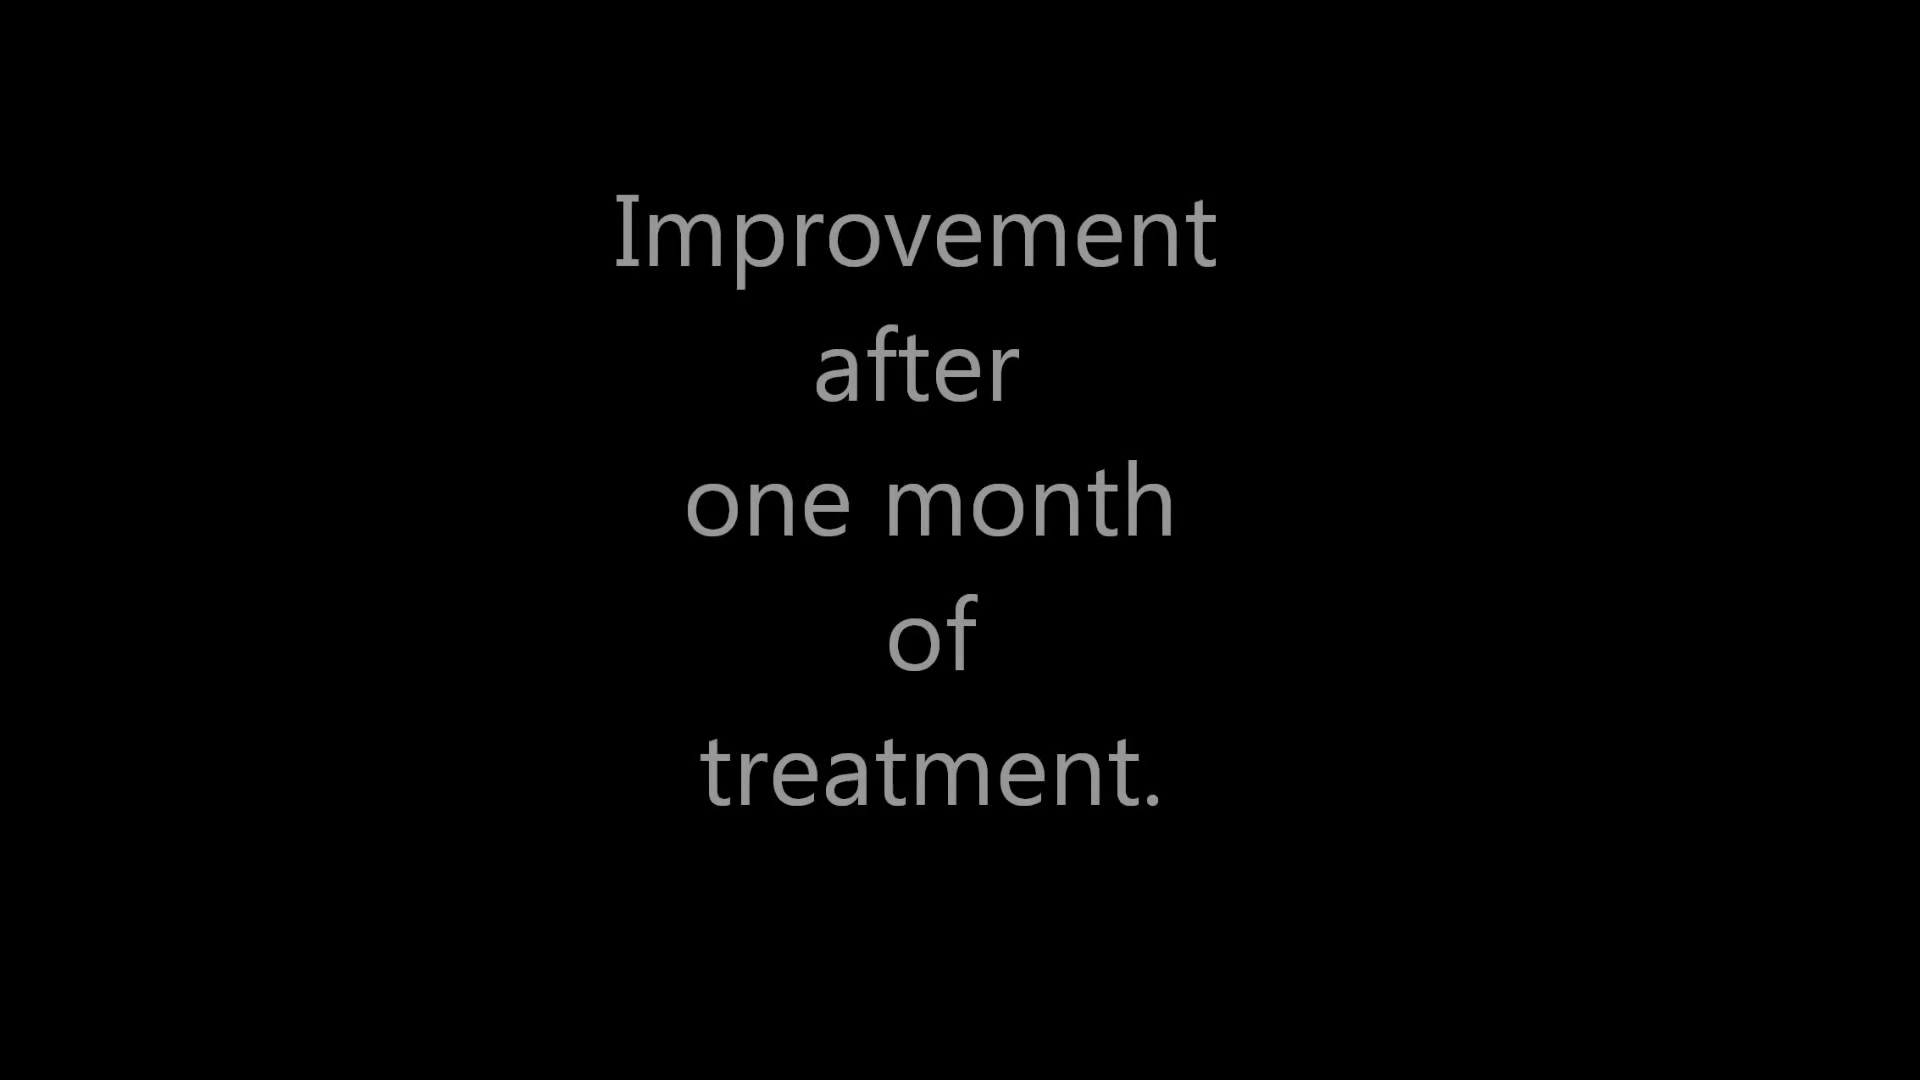 Improvement
after
one month
of
treatment.